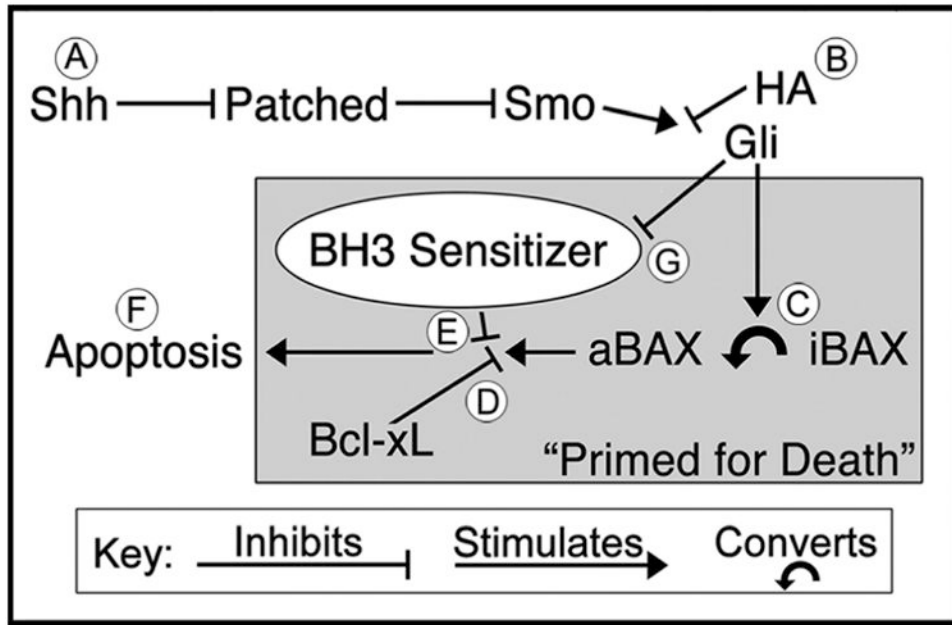 A
B
Shh Patched Smo HA
Gli
BH3 Sensitizer
G
F
E
C
Apoptosis aBAX iBAX
D
Bcl-xL
“Primed for Death”
Key: Inhibits Stimulates Converts